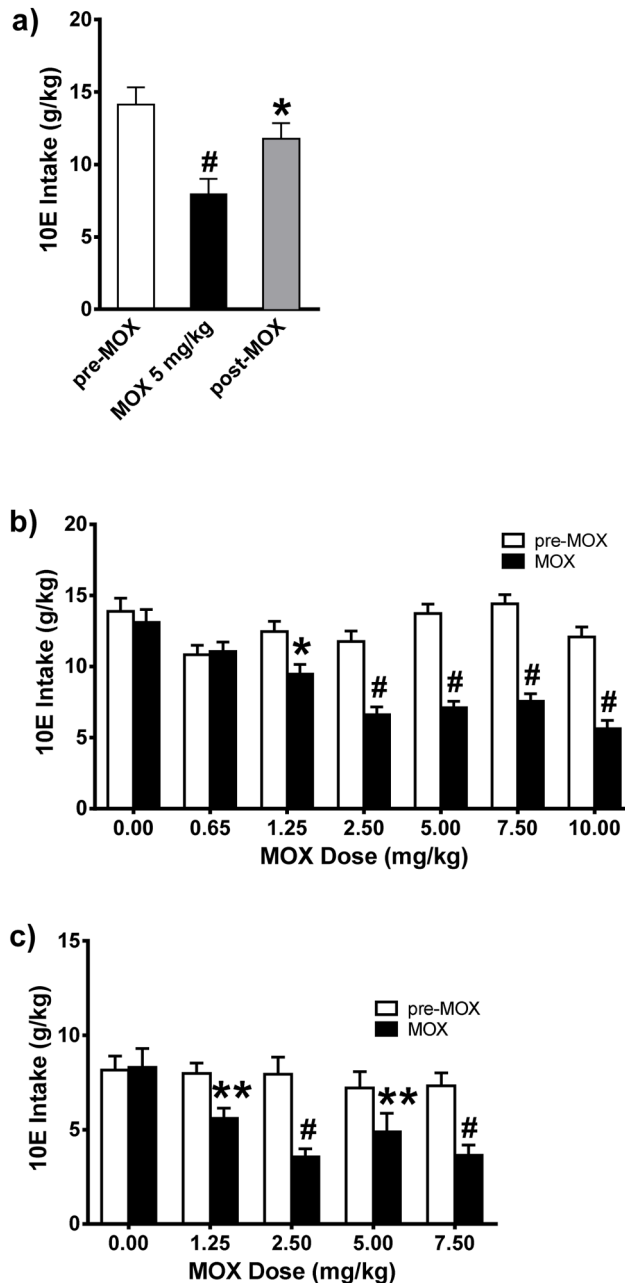 a)
20
15
10
5
0
10E Intake (g/kg)
#
*
pre-MOX
MOX 5 mg/kg
post-MOX
b)
20
15
10
5
0
10E Intake (g/kg)
pre-MOX
MOX
*
#
#
#
#
0.00 0.65 1.25 2.50 5.00 7.50 10.00
MOX Dose (mg/kg)
c)
15
10
5
0
10E Intake (g/kg)
pre-MOX
MOX
**
#
**
#
0.00 1.25 2.50 5.00 7.50
MOX Dose (mg/kg)